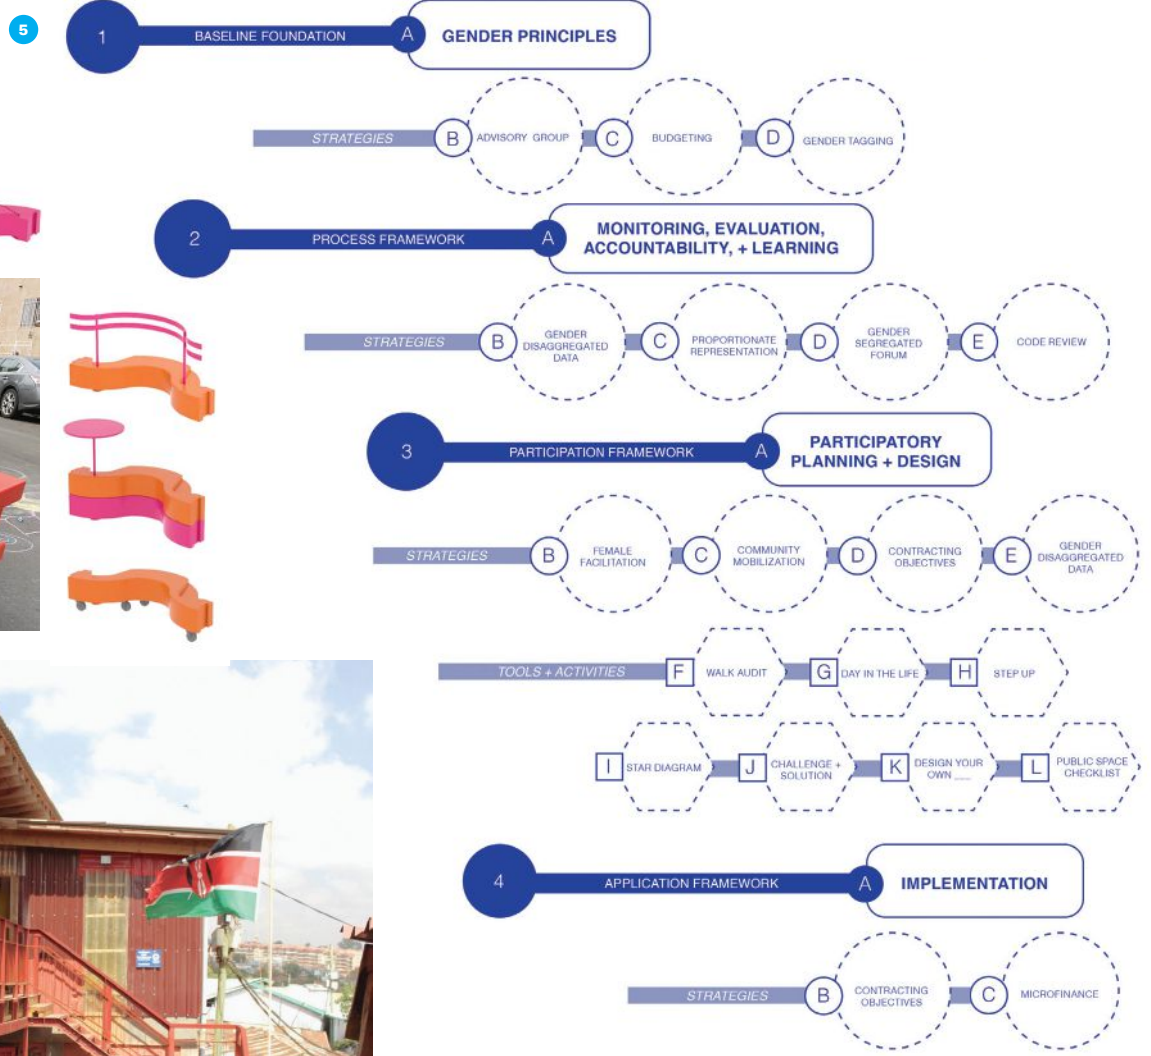 5
1
BASELINE FOUNDATION
A
GENDER PRINCIPLES
STRATEGIES
B
ADVISORY GROUP
C
BUDGETING
D
GENDER TAGGING
2
PROCESS FRAMEWORK
A
MONITORING, EVALUATION,
ACCOUNTABILITY, + LEARNING
STRATEGIES
B
GENDER
DISAGGREGATED
DATA
C
PROPORTIONATE
REPRESENTATION
D
GENDER
SEGREGATED
FORUM
E
CODE REVIEW
3
PARTICIPATION FRAMEWORK
A
PARTICIPATORY
PLANNING + DESIGN
STRATEGIES
B
FEMALE
FACILITATION
C
COMMUNITY
MOBILIZATION
D
CONTRACTING
OBJECTIVES
E
GENDER
DISAGGREGATED
DATA
TOOLS + ACTIVITIES
F
WALK AUDIT
G
DAY IN THE LIFE
H
STEP UP
I
STAR DIAGRAM
J
CHALLENGE +
SOLUTION
K
DESIGN YOUR
OWN ___
L
PUBLIC SPACE
CHECKLIST
4
APPLICATION FRAMEWORK
A
IMPLEMENTATION
STRATEGIES
B
CONTRACTING
OBJECTIVES
C
MICROFINANCE